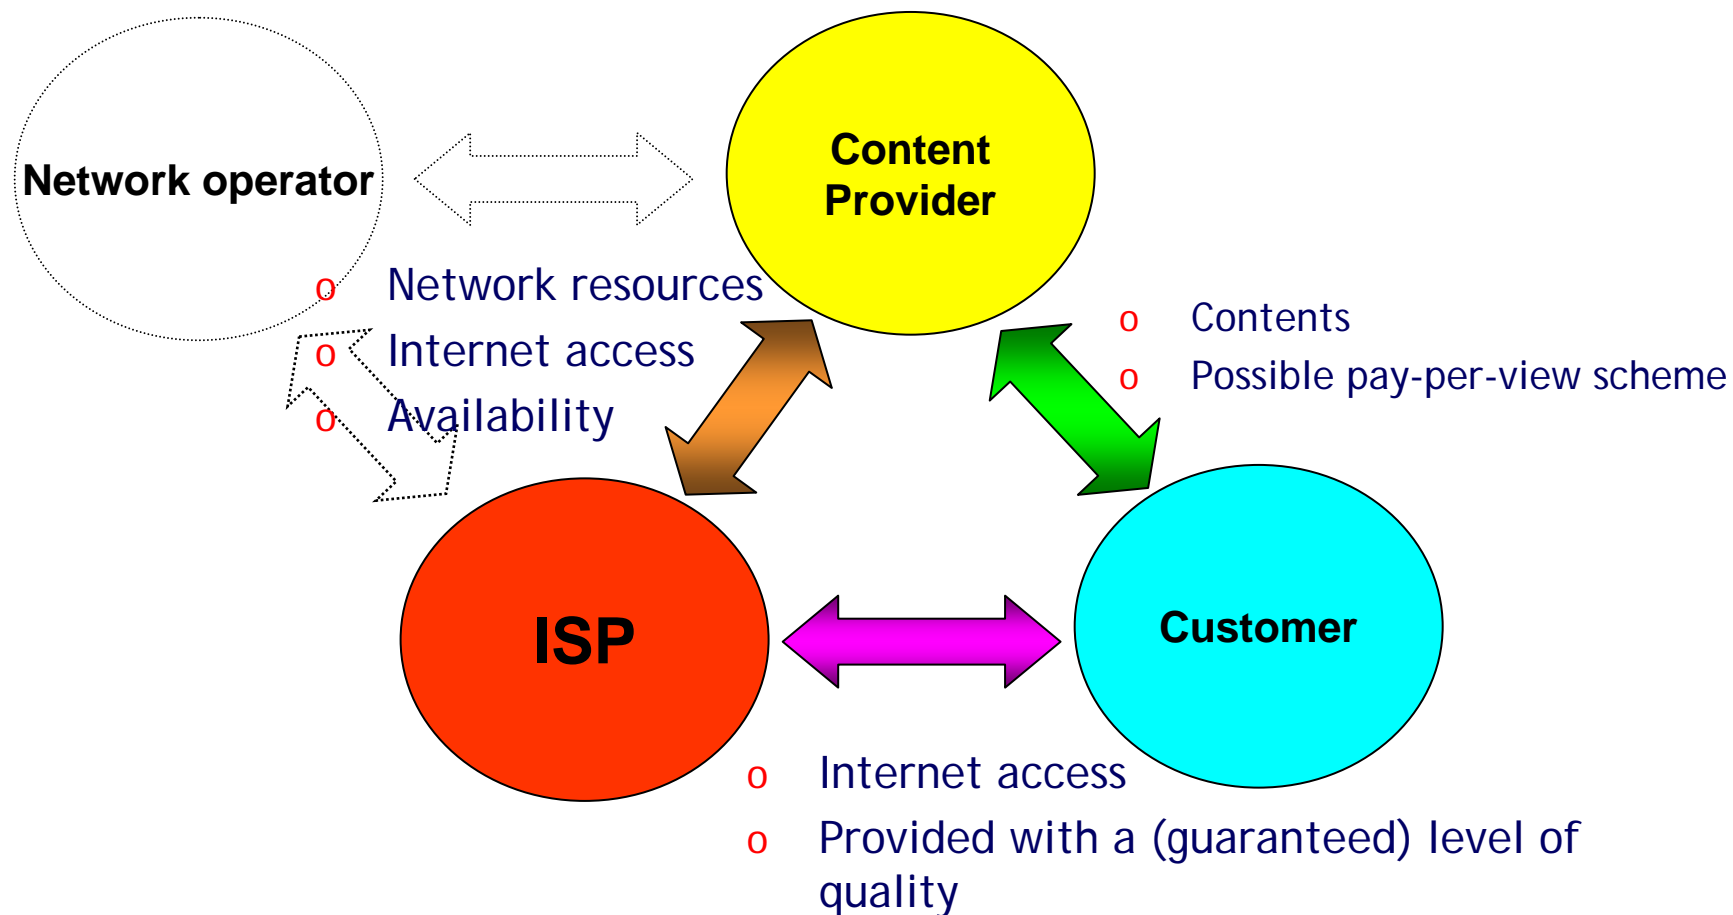 Content
Provider
Network operator
o Network resources
o Internet access
o Availability
o Contents
o Possible pay-per-view scheme
ISP
Customer
o Internet access
o Provided with a (guaranteed) level of
quality